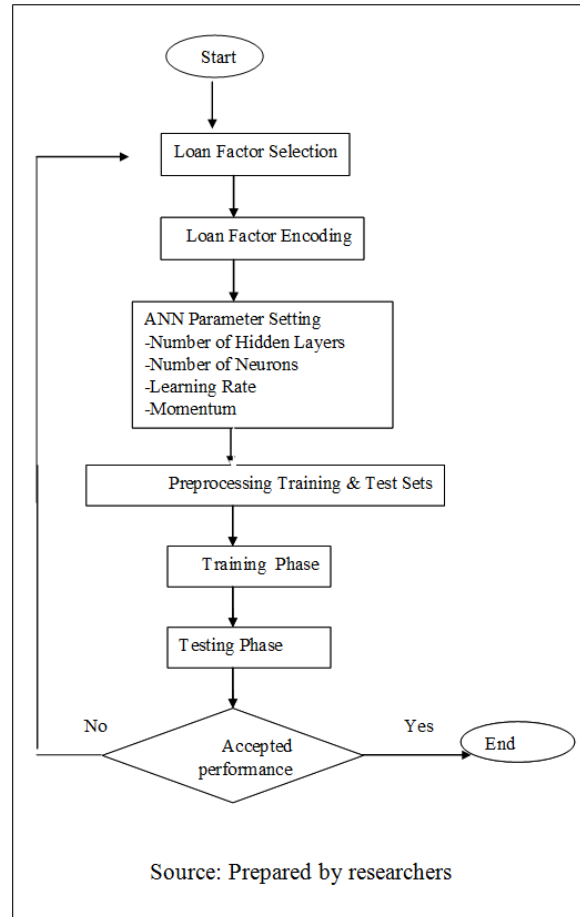 Start
Loan Factor Selection
Loan Factor Encoding
ANN Parameter Setting
-Number of Hidden Layers
-Number of Neurons
-Learning Rate
-Momentum
Preprocessing Training & Test Sets
Training Phase
Testing Phase
No
Yes
Accepted
performance
End
Source: Prepared by researchers